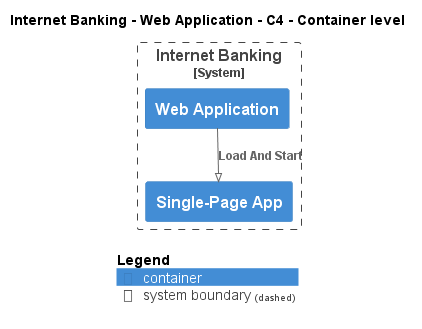 Internet Banking - Web Application - C4 - Container level
Internet Banking
[System]
Web Application
Load And Start
Single-Page App
Legend
container
system boundary (dashed)